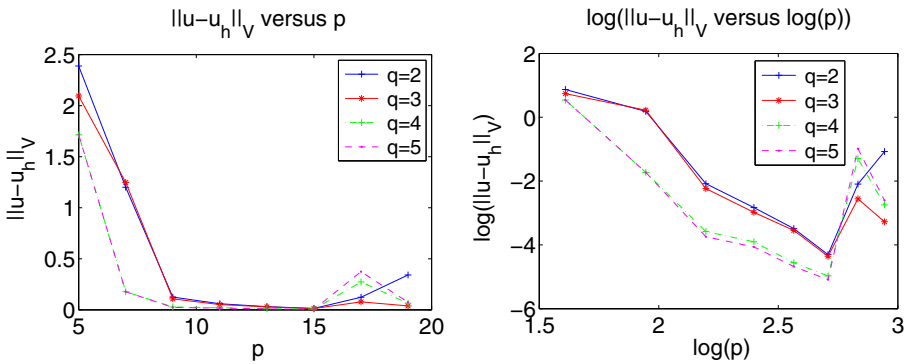 ||u−u_h||_V versus p
2.5
2
1.5
1
0.5
0
5
10
15
20
||u−u_h||_V
p
q=2
q=3
q=4
q=5
log(||u−u_h||_V versus log(p))
2
0
−2
−4
−6
1.5
2
2.5
3
log(||u−u_h||_V)
log(p)
q=2
q=3
q=4
q=5